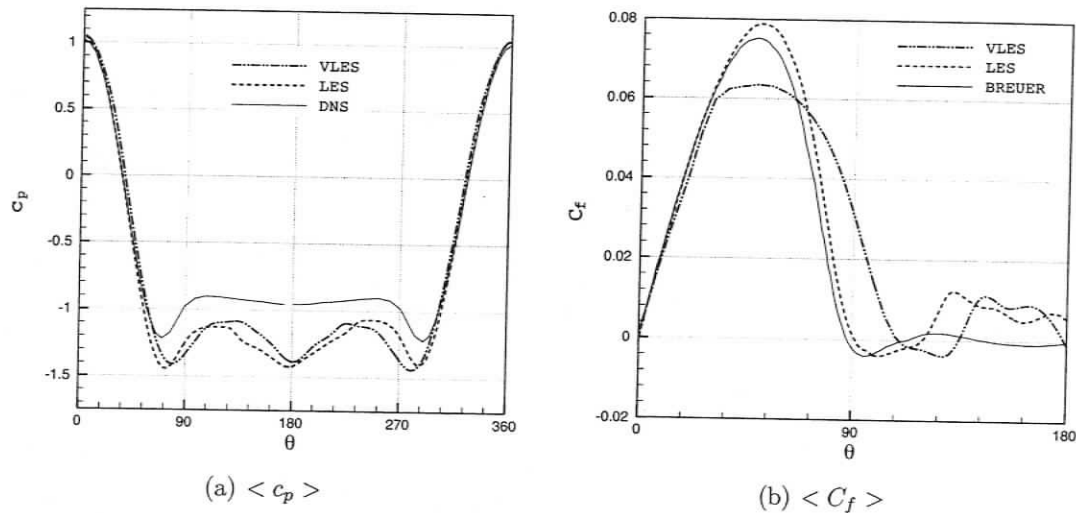 1
0.5
0
-0.5
-1
-1.5
c_p
VLES
LES
DNS
0
90
180
270
360
θ
(a) < c_p >
0.08
0.06
0.04
0.02
0
-0.02
C_f
VLES
LES
BREUER
0
90
180
θ
(b) < C_f >